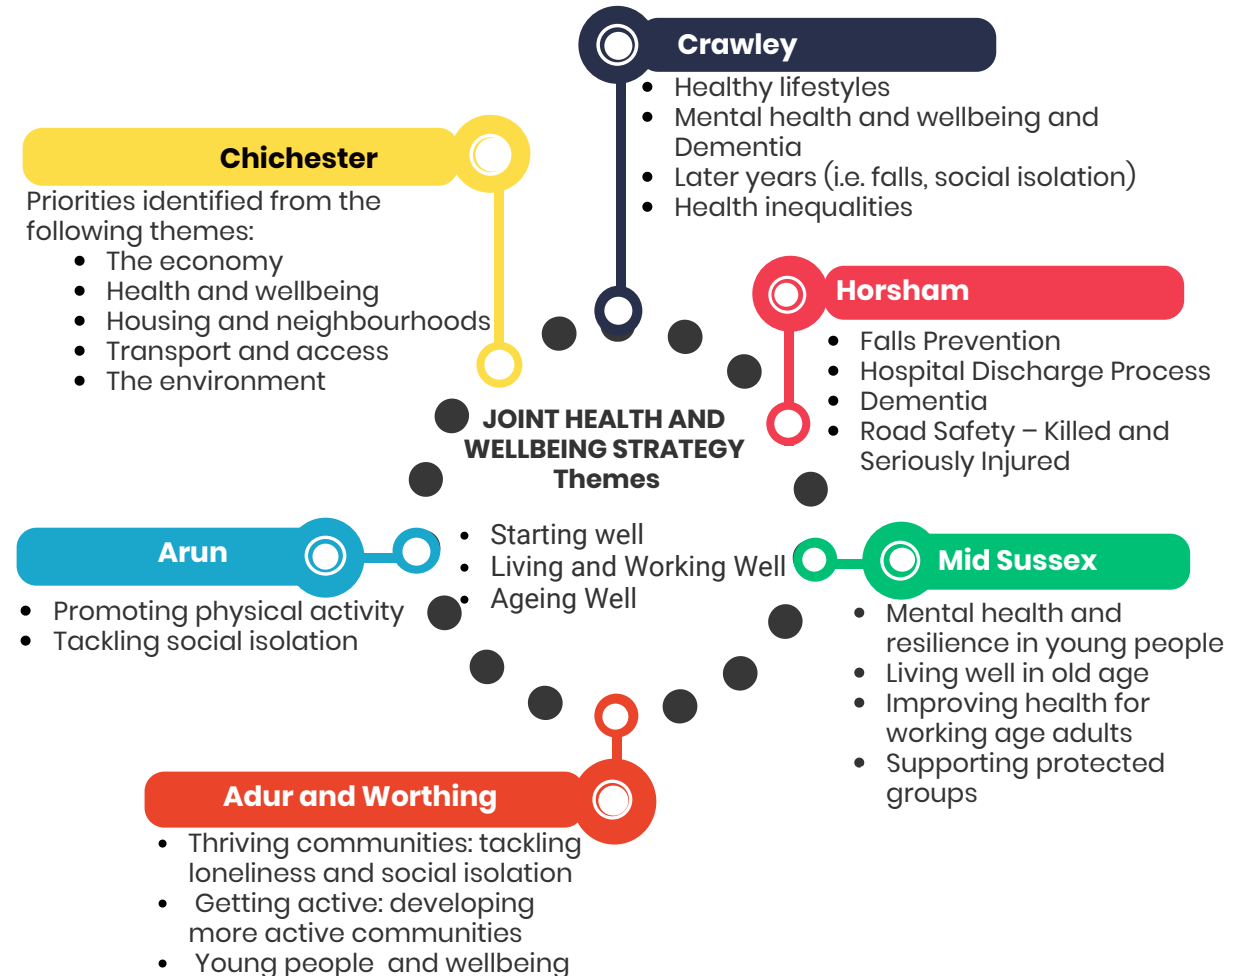 Crawley
• Healthy lifestyles
• Mental health and wellbeing and
Dementia
• Later years (i.e. falls, social isolation)
• Health inequalities
Chichester
Priorities identified from the
following themes:
• The economy
• Health and wellbeing
• Housing and neighbourhoods
• Transport and access
• The environment
Horsham
• Falls Prevention
• Hospital Discharge Process
• Dementia
• Road Safety – Killed and
Seriously Injured
JOINT HEALTH AND
WELLBEING STRATEGY
Themes
• Starting well
• Living and Working Well
• Ageing Well
Arun
• Promoting physical activity
• Tackling social isolation
Mid Sussex
• Mental health and
resilience in young people
• Living well in old age
• Improving health for
working age adults
• Supporting protected
groups
Adur and Worthing
• Thriving communities: tackling
loneliness and social isolation
• Getting active: developing
more active communities
• Young people and wellbeing